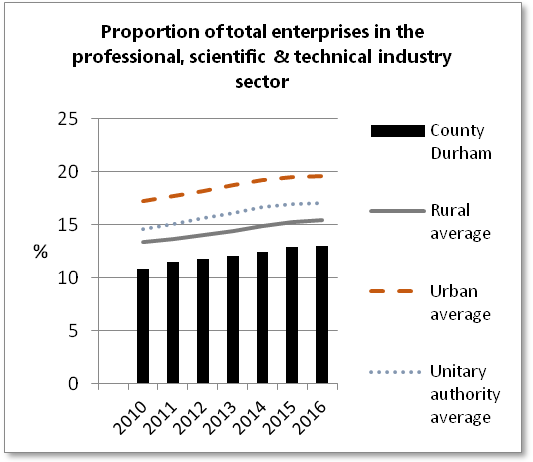 Proportion of total enterprises in the
professional, scientific & technical industry
sector
25
20
15
10
5
0
%
2010
2011
2012
2013
2014
2015
2016
County
Durham
Rural
average
Urban
average
Unitary
authority
average